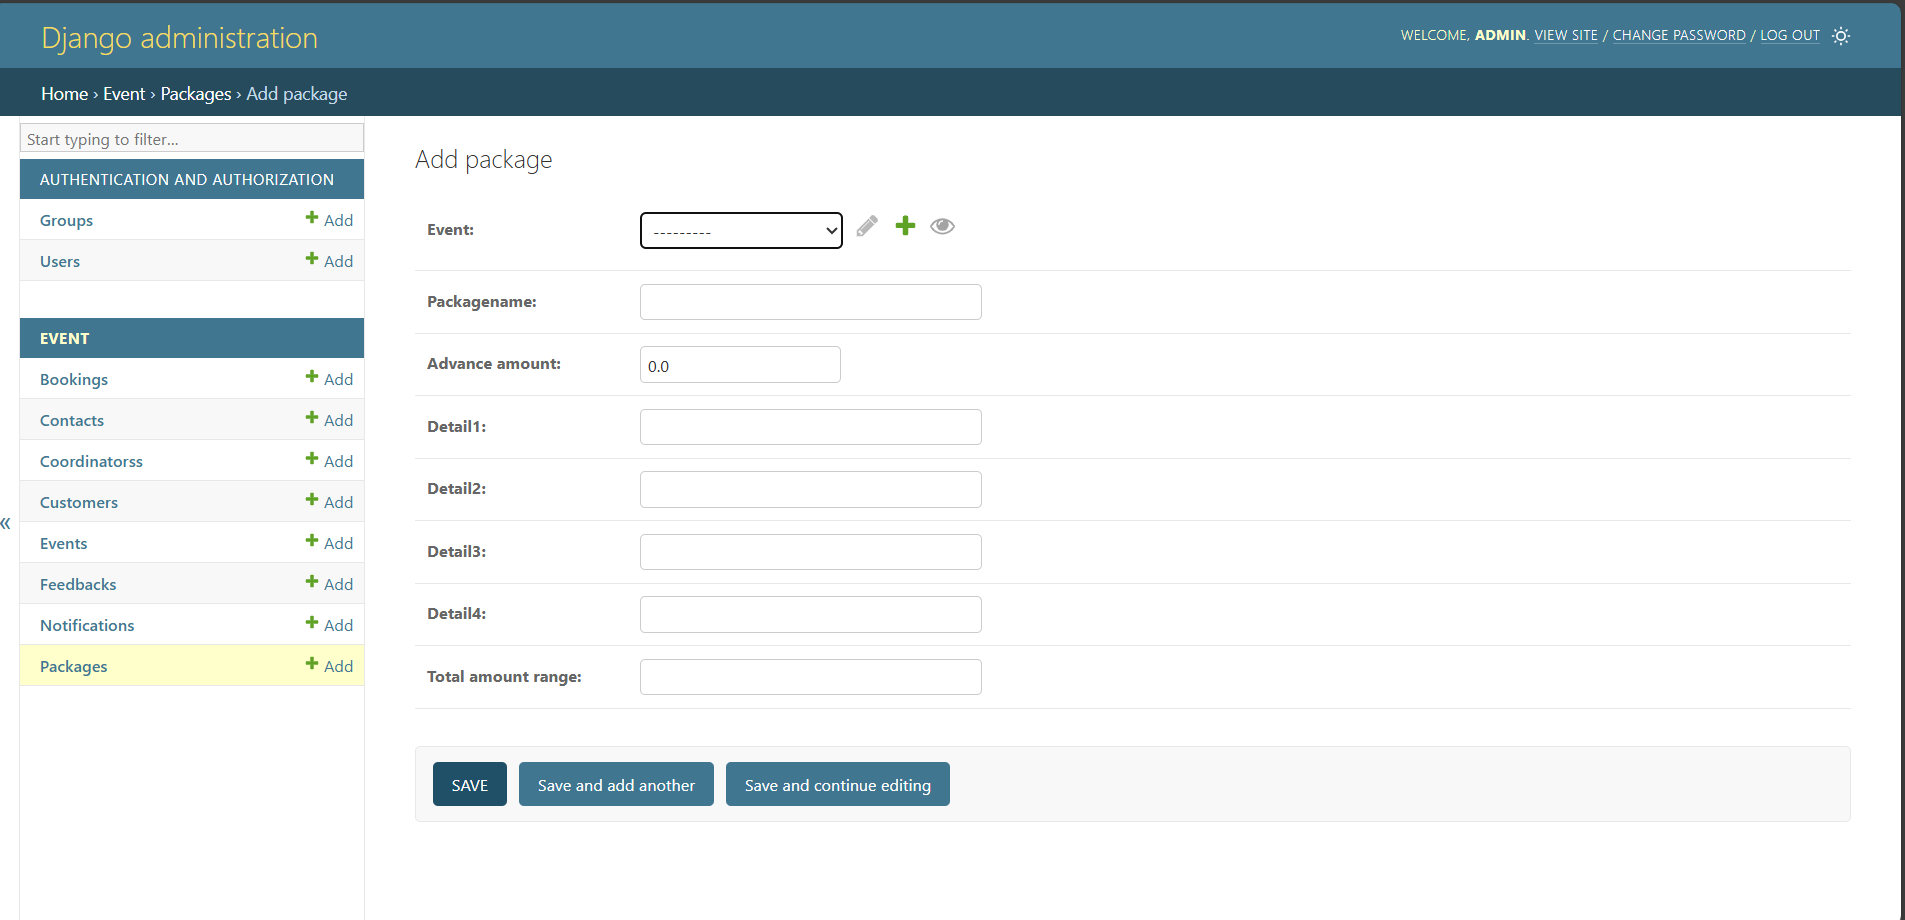 Django administration
WELCOME, ADMIN. VIEW SITE / CHANGE PASSWORD / LOG OUT
Home › Event › Packages › Add package
Start typing to filter...
AUTHENTICATION AND AUTHORIZATION
Groups Add
Users Add
EVENT
Bookings Add
Contacts Add
Coordinatorss Add
Customers Add
Events Add
Feedbacks Add
Notifications Add
Packages Add
«
Add package
Event: ---------
Packagename:
Advance amount: 0.0
Detail1:
Detail2:
Detail3:
Detail4:
Total amount range:
SAVE Save and add another Save and continue editing